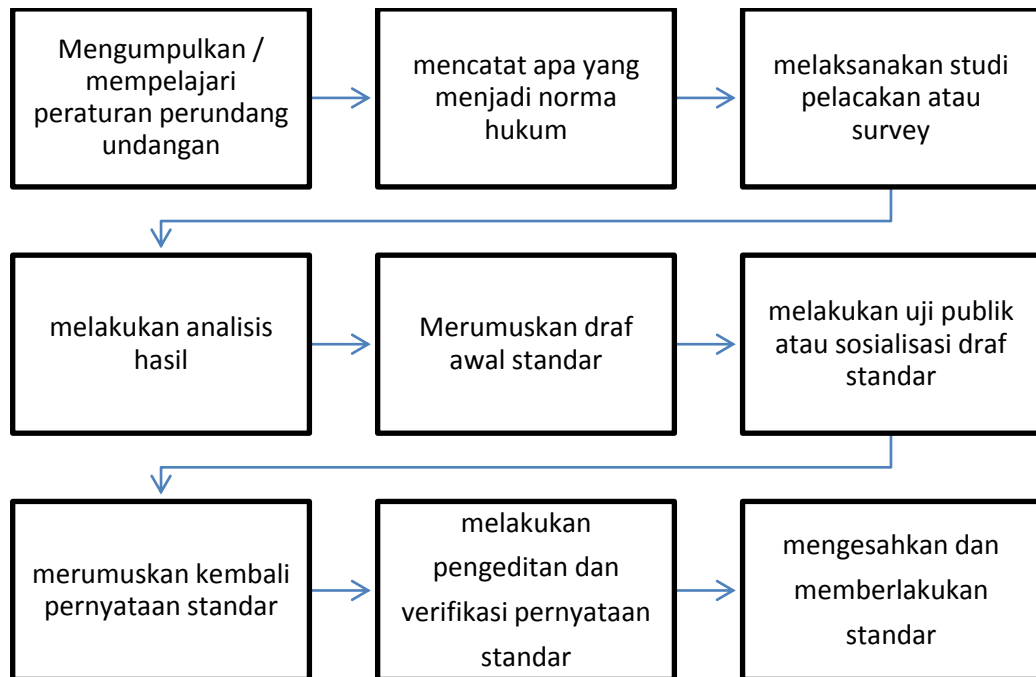 Mengumpulkan /
mempelajari
peraturan perundang
undangan
mencatat apa yang
menjadi norma
hukum
melaksanakan studi
pelacakan atau
survey
melakukan analisis
hasil
Merumuskan draf
awal standar
melakukan uji publik
atau sosialisasi draf
standar
merumuskan kembali
pernyataan standar
melakukan
pengeditan dan
verifikasi pernyataan
standar
mengesahkan dan
memberlakukan
standar